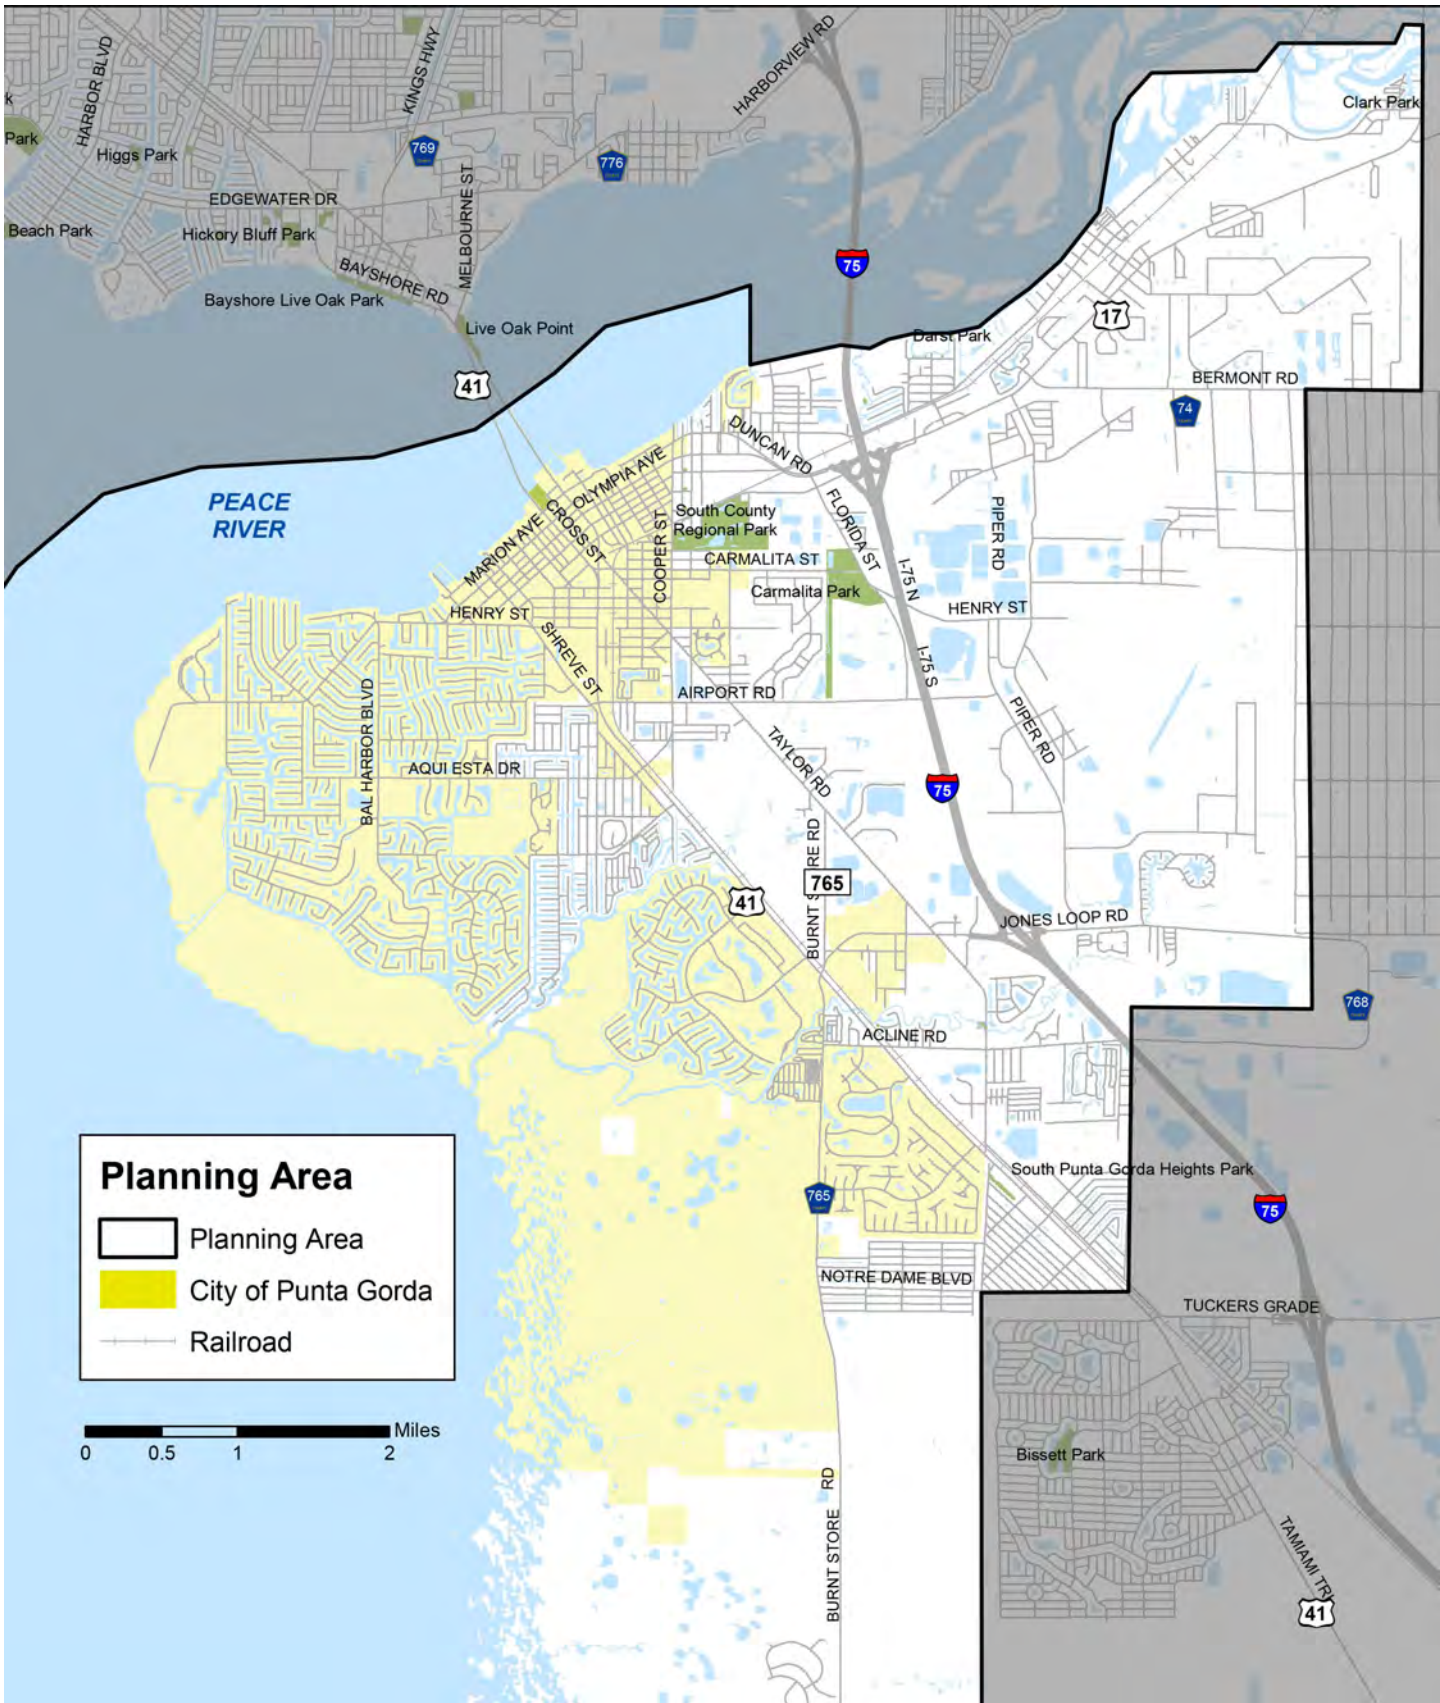 HARBOR BLVD
KINGS HWY
HARBORVIEW RD
Clark Park
k
Park
Higgs Park
769
776
MELBOURNE ST
EDGEWATER DR
Beach Park
Hickory Bluff Park
BAYSHORE RD
75
Bayshore Live Oak Park
Live Oak Point
17
Darst Park
41
BERMONT RD
74
DUNCAN RD
OLYMPIA AVE
PEACE
RIVER
CROSS ST
MARION AVE
South County
Regional Park
COOPER ST
FLORIDA ST
PIPER RD
CARMALITA ST
I-75 N
Carmalita Park
HENRY ST
HENRY ST
SHREVE ST
I-75 S
AIRPORT RD
BAL HARBOR BLVD
PIPER RD
TAYLOR RD
AQUI ESTA DR
75
BURNT STORE RD
765
41
JONES LOOP RD
768
ACLINE RD
South Punta Gorda Heights Park
765
75
NOTRE DAME BLVD
TUCKERS GRADE
Planning Area
Planning Area
City of Punta Gorda
Railroad
Miles
0 0.5 1 2
Bissett Park
BURNT STORE RD
TAMIAMI TRL
41